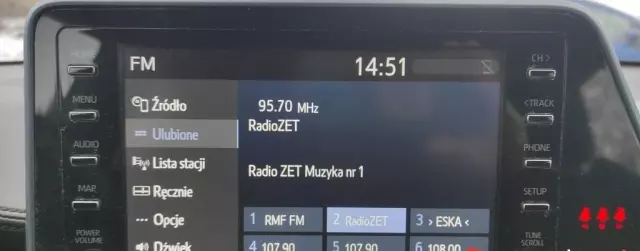 FM
14:51
MENU
AUDIO
MAP
POWER
VOLUME
Źródło
Ulubione
Lista stacji
Ręcznie
Opcje
Dźwięk
95.70 MHz
RadioZET
Radio ZET Muzyka nr 1
1 RMF FM
2 RadioZET
3 > ESKA <
4 107.90
5 107.90
6 108.00
CH >
< TRACK
PHONE
SETUP
TUNE
SCROLL